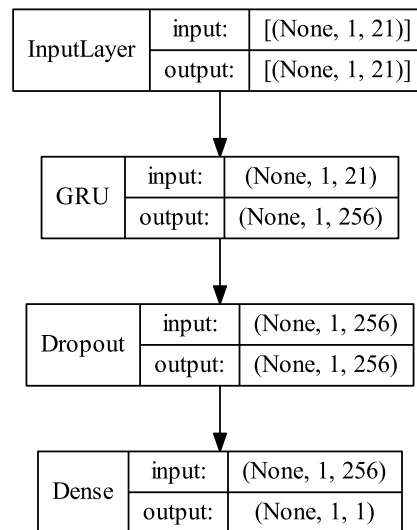 InputLayer
input: [(None, 1, 21)]
output: [(None, 1, 21)]
GRU
input: (None, 1, 21)
output: (None, 1, 256)
Dropout
input: (None, 1, 256)
output: (None, 1, 256)
Dense
input: (None, 1, 256)
output: (None, 1, 1)